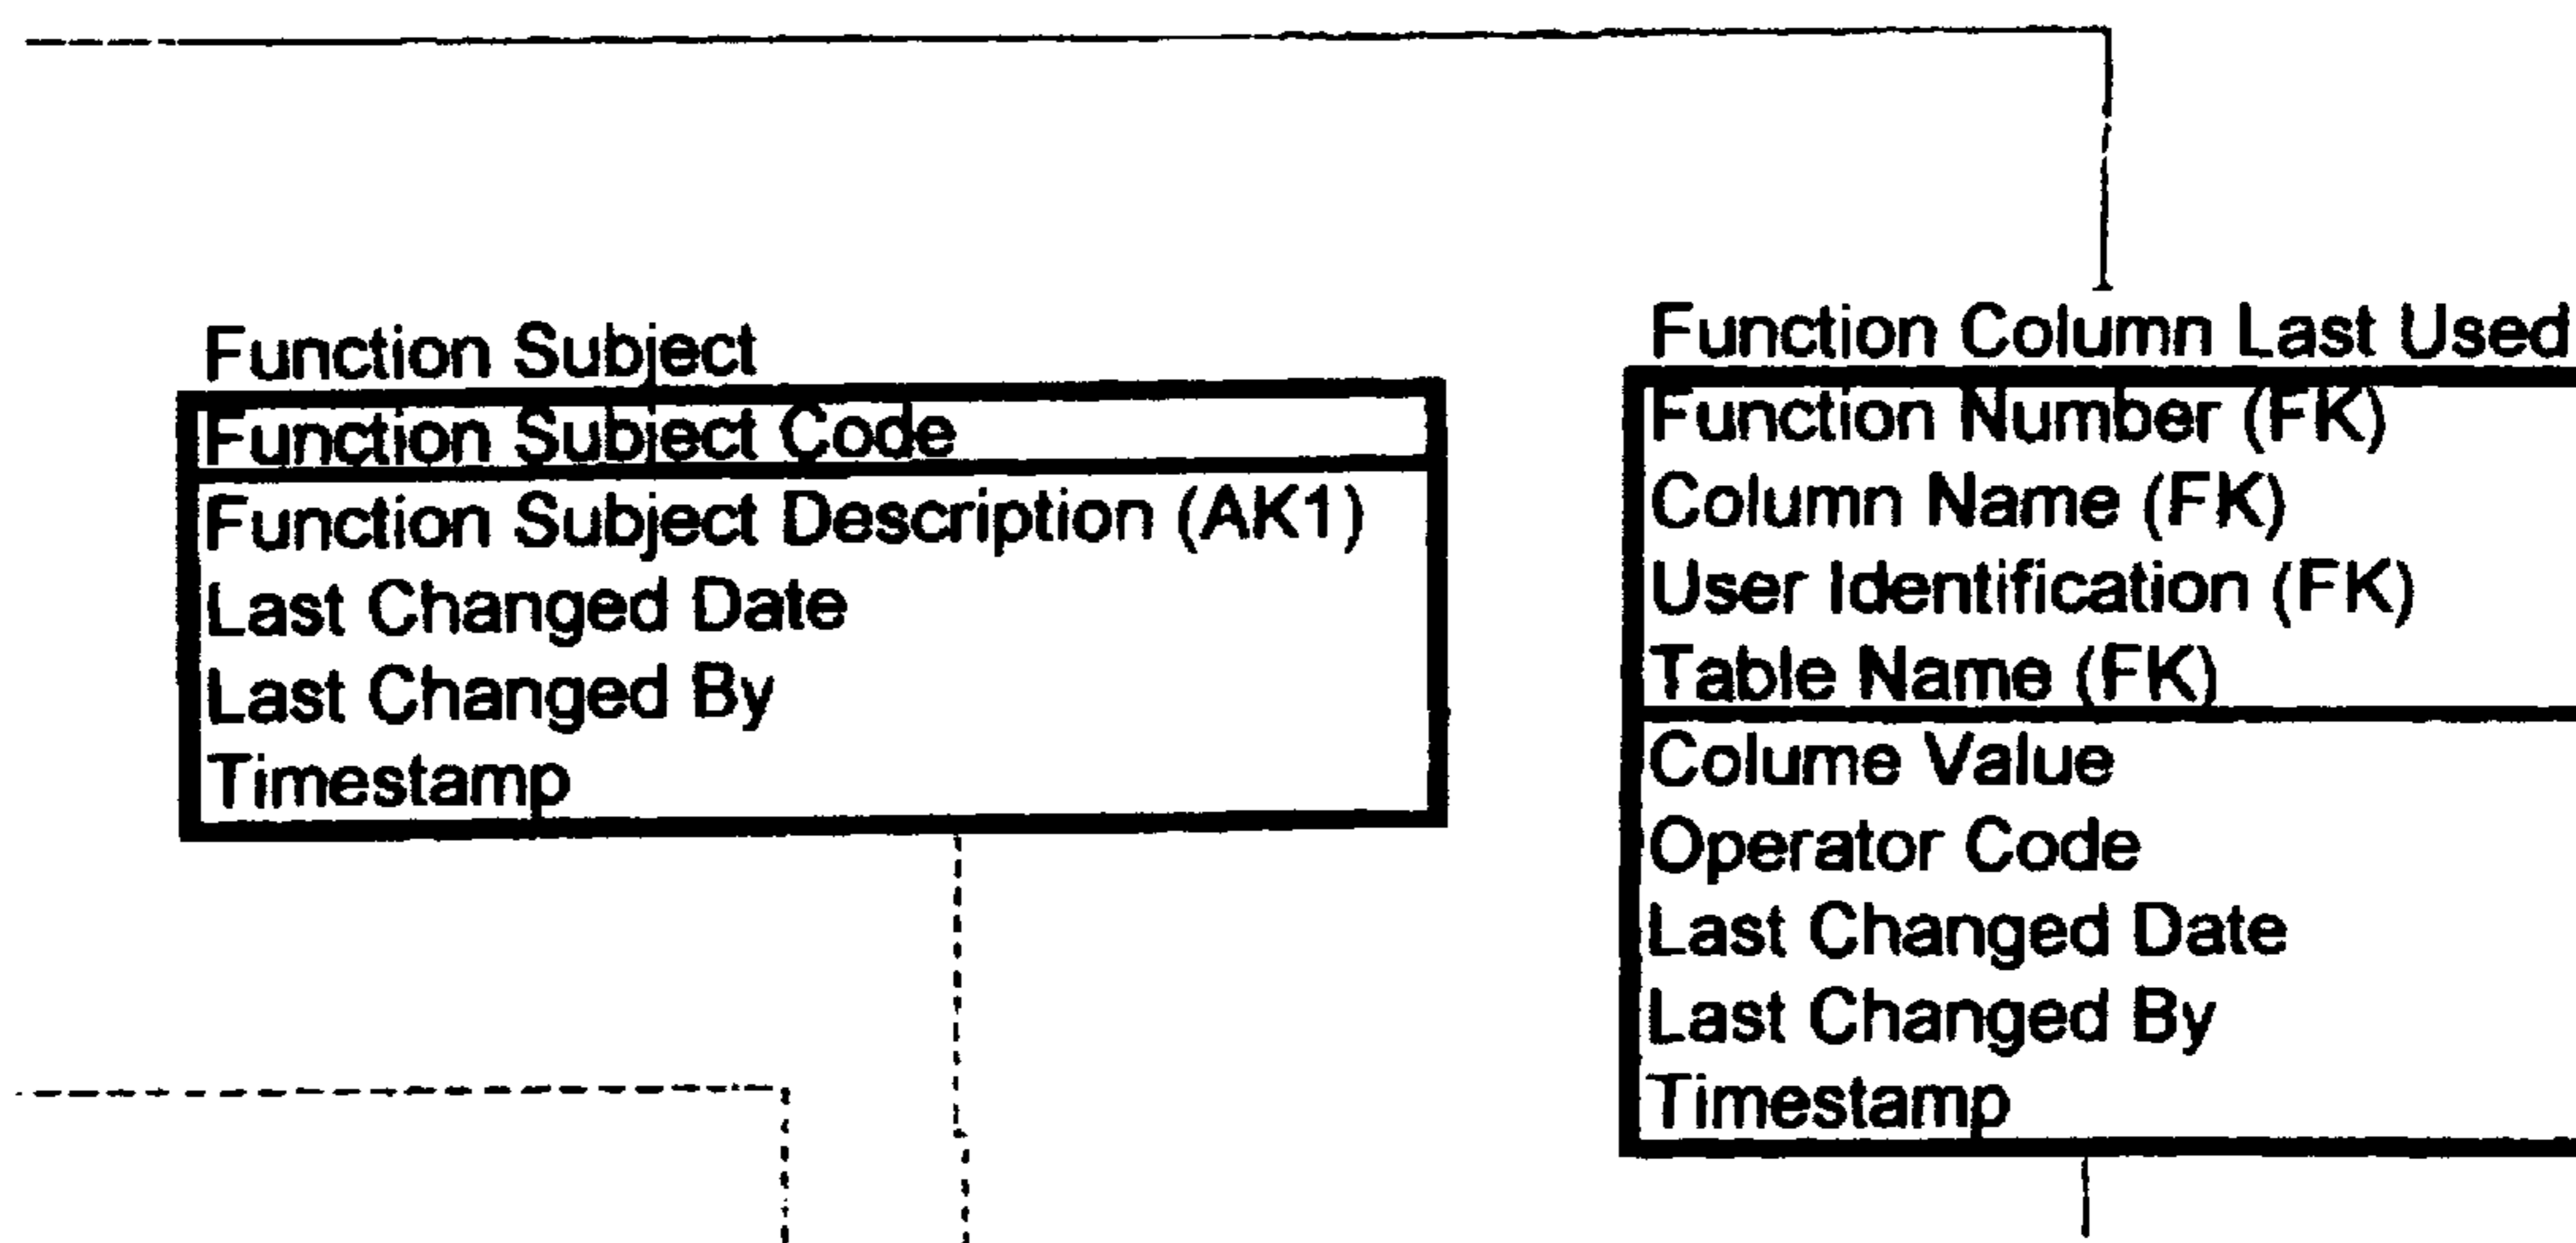 Function Subject
Function Subject Code
Function Subject Description (AK1)
Last Changed Date
Last Changed By
Timestamp
Function Column Last Used
Function Number (FK)
Column Name (FK)
User Identification (FK)
Table Name (FK)
Colume Value
Operator Code
Last Changed Date
Last Changed By
Timestamp